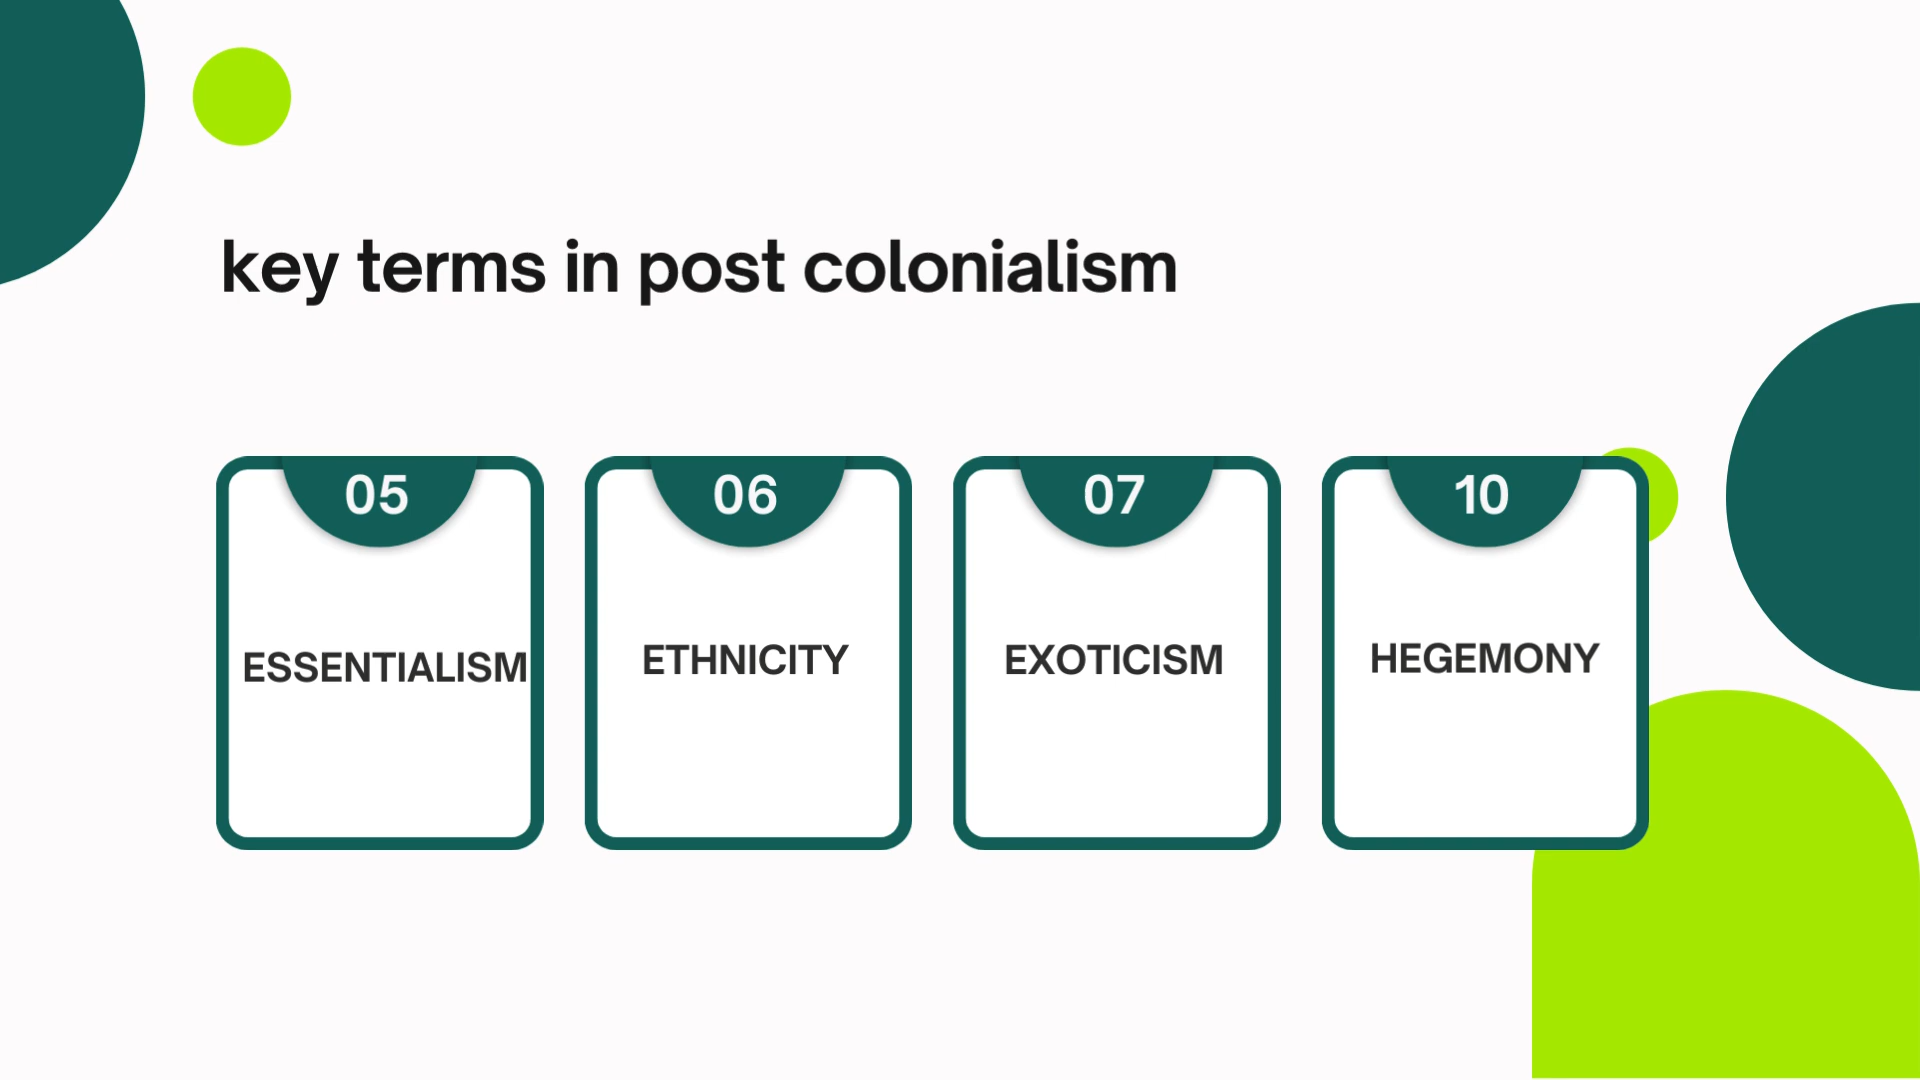 key terms in post colonialism
05
06
07
10
ESSENTIALISM
ETHNICITY
EXOTICISM
HEGEMONY